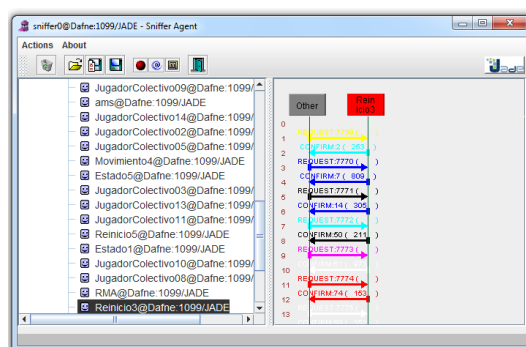 sniffer0@Dafne:1099/JADE - Sniffer Agent
Actions About
Jade
JugadorColectivo09@Dafne:1099/
ams@Dafne:1099/JADE
JugadorColectivo14@Dafne:1099/
JugadorColectivo02@Dafne:1099/
JugadorColectivo05@Dafne:1099/
Movimiento4@Dafne:1099/JADE
Estado5@Dafne:1099/JADE
JugadorColectivo03@Dafne:1099/
JugadorColectivo13@Dafne:1099/
JugadorColectivo11@Dafne:1099/
Reinicio5@Dafne:1099/JADE
Estado1@Dafne:1099/JADE
JugadorColectivo10@Dafne:1099/
JugadorColectivo08@Dafne:1099/
RMA@Dafne:1099/JADE
Reinicio3@Dafne:1099/JADE
Other
Rein
icio3
0
1
CONFIRM:2 ( 263 )
2
REQUEST:7770 ( )
3
CONFIRM:7 ( 809 )
4
REQUEST:7771 ( )
5
CONFIRM:14 ( 305 )
6
REQUEST:7772 ( )
7
CONFIRM:50 ( 211 )
8
REQUEST:7773 ( )
9
10
REQUEST:7774 ( )
11
CONFIRM:74 ( 153 )
12
13